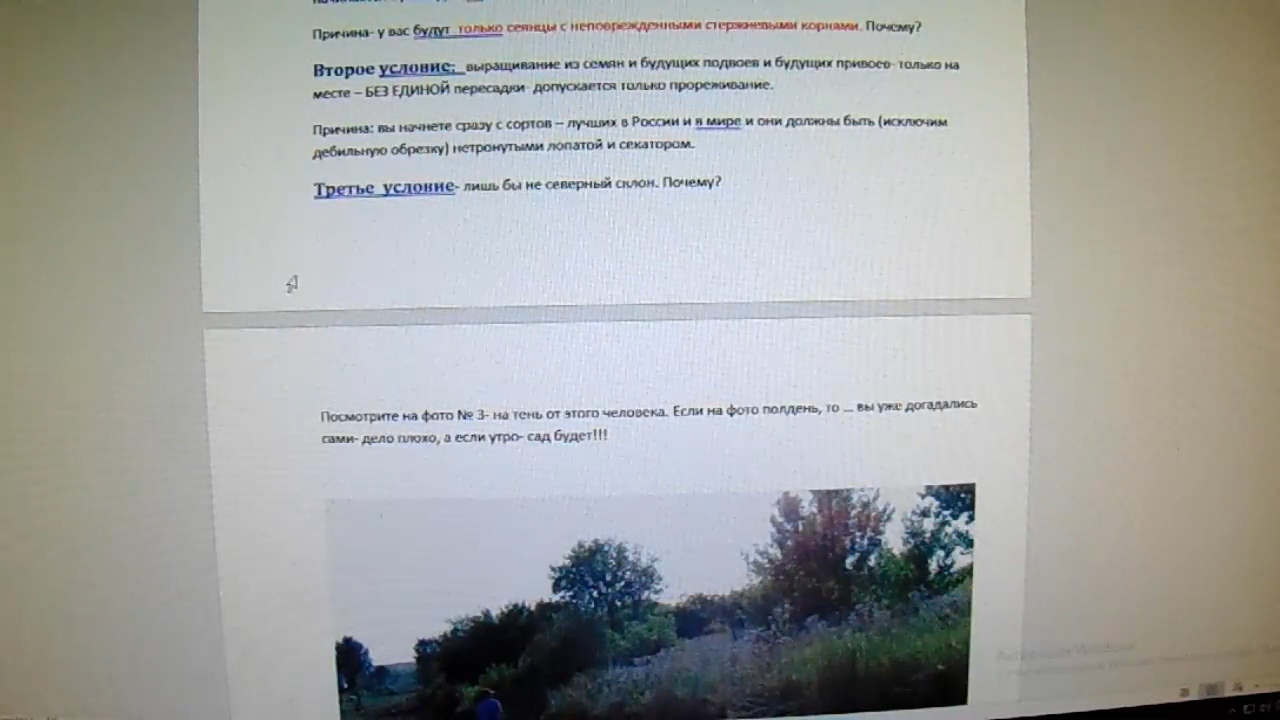 Причина- у вас будут только сеянцы с неповрежденными стержневыми корнями. Почему?
Второе условие: выращивание из семян и будущих подвоев и будущих привоев- только на
месте – БЕЗ ЕДИНОЙ пересадки- допускается только прореживание.
Причина: вы начнете сразу с сортов – лучших в России и в мире и они должны быть (исключим
дебильную обрезку) нетронутыми лопатой и секатором.
Третье условие- лишь бы не северный склон. Почему?
Посмотрите на фото № 3- на тень от этого человека. Если на фото полдень, то ... вы уже догадались
сами- дело плохо, а если утро- сад будет!!!